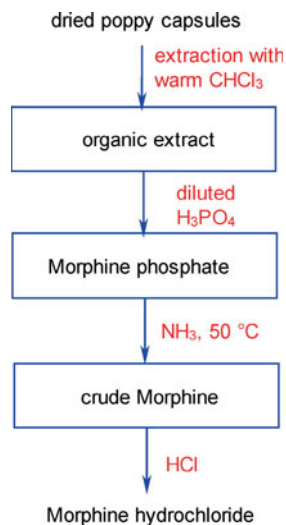 dried poppy capsules
extraction with
warm CHCl₃
organic extract
diluted
H₃PO₄
Morphine phosphate
NH₃, 50 °C
crude Morphine
HCl
Morphine hydrochloride